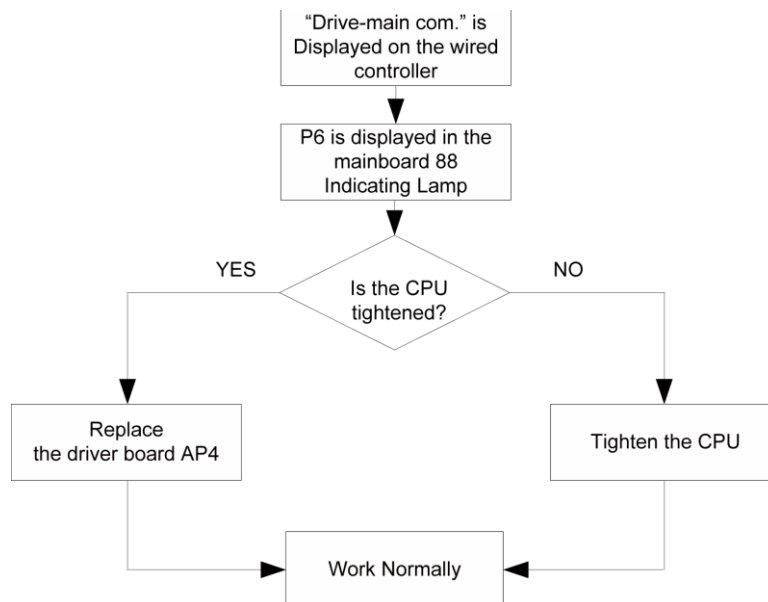 “Drive-main com.” is
Displayed on the wired
controller
P6 is displayed in the
mainboard 88
Indicating Lamp
YES
NO
Is the CPU
tightened?
Replace
the driver board AP4
Tighten the CPU
Work Normally